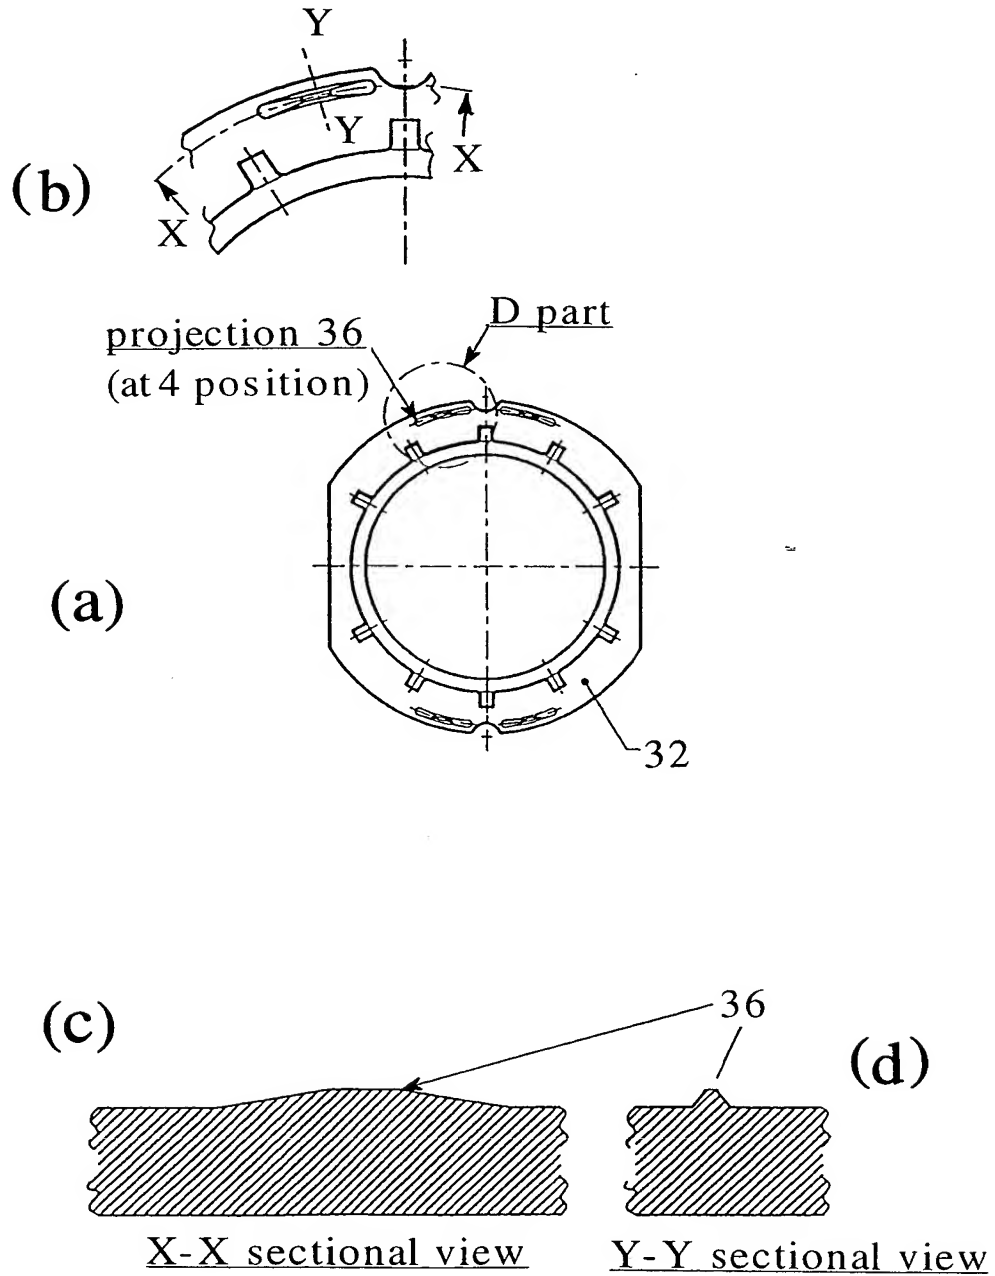 Y
Y
X
X
(b)
D part
projection 36
(at 4 position)
(a)
32
(c)
36
(d)
X-X sectional view
Y-Y sectional view